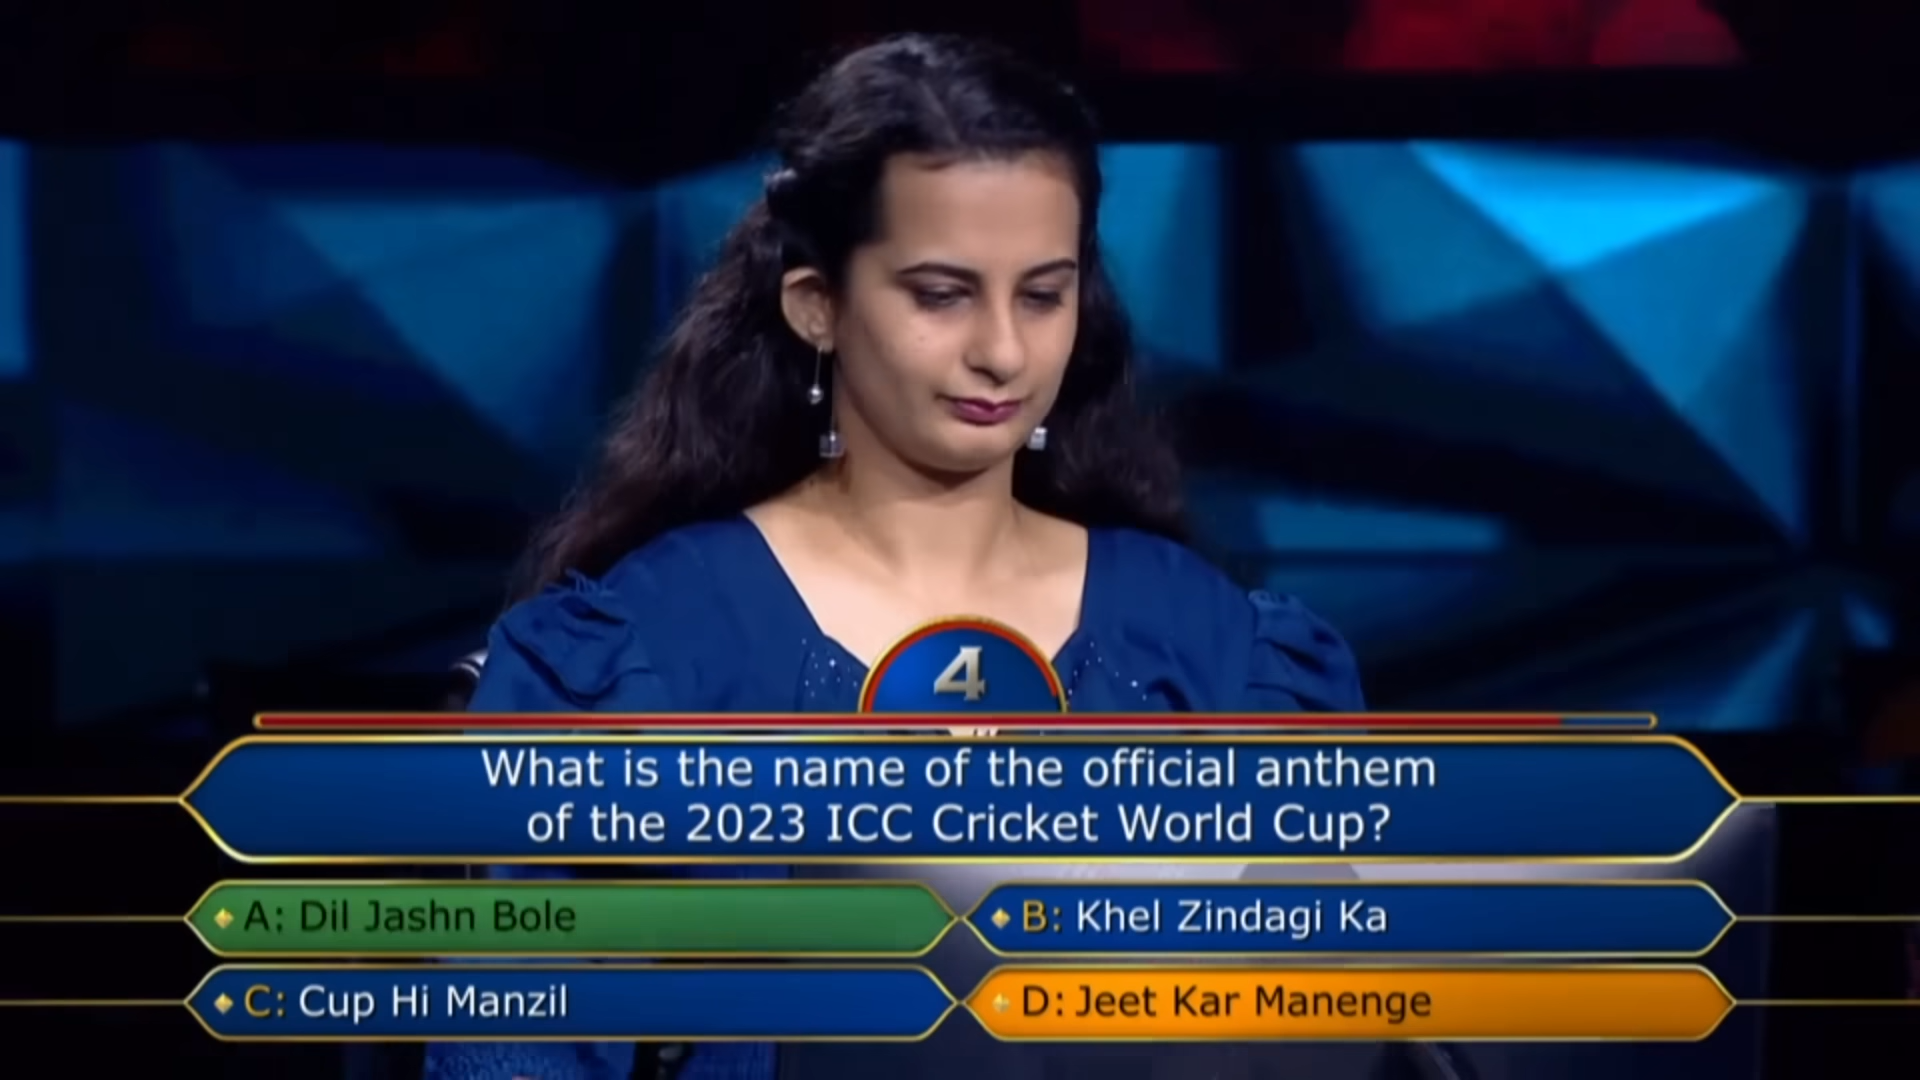 4
What is the name of the official anthem
of the 2023 ICC Cricket World Cup?
A: Dil Jashn Bole
B: Khel Zindagi Ka
C: Cup Hi Manzil
D: Jeet Kar Manenge